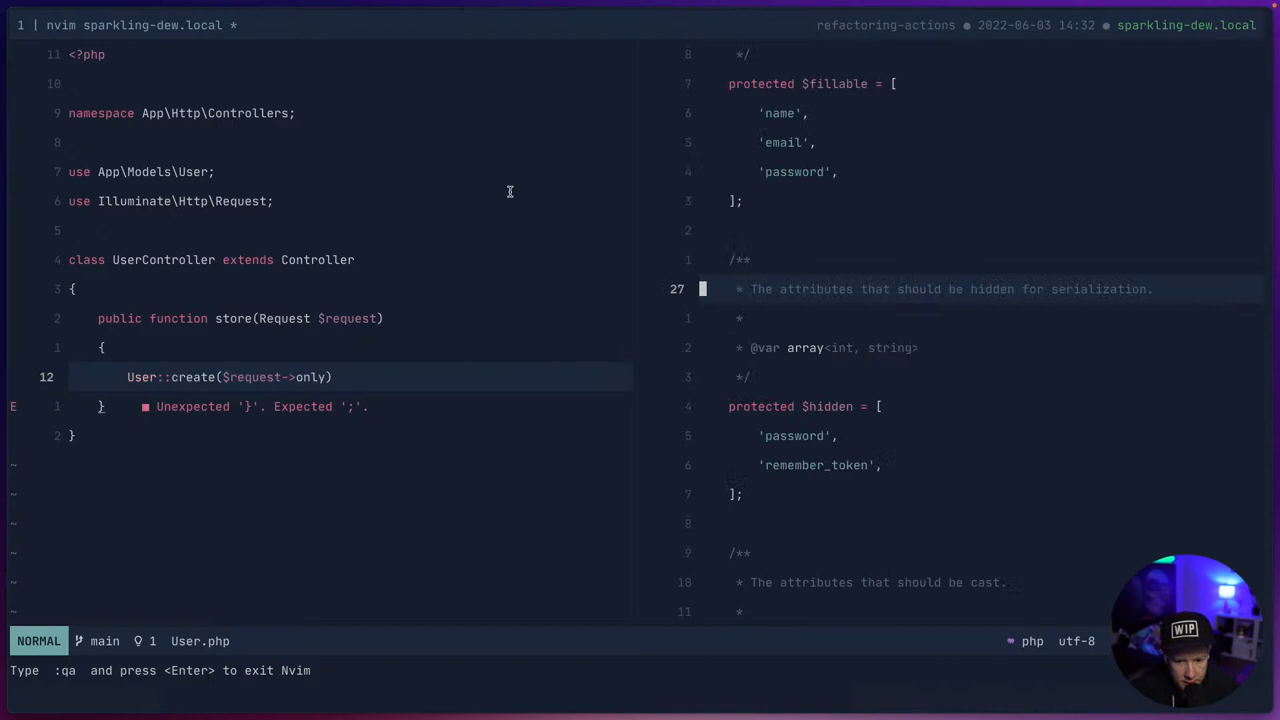 1 | nvim sparkling-dew.local *
refactoring-actions ● 2022-06-03 14:32 ● sparkling-dew.local
11 <?php
10
9 namespace App\Http\Controllers;
8
7 use App\Models\User;
6 use Illuminate\Http\Request;
5
4 class UserController extends Controller
3 {
2 public function store(Request $request)
1 {
12 User::create($request->only)
E 1 } ■ Unexpected '}'. Expected ';'.
2 }
~
~
~
~
~
~
8 */
7 protected $fillable = [
6 'name',
5 'email',
4 'password',
3 ];
2
1 /**
27 * The attributes that should be hidden for serialization.
1 *
2 * @var array<int, string>
3 */
4 protected $hidden = [
5 'password',
6 'remember_token',
7 ];
8
9 /**
10 * The attributes that should be cast.
11 *
NORMAL main 1 User.php
php utf-8
Type :qa and press <Enter> to exit Nvim
WIP